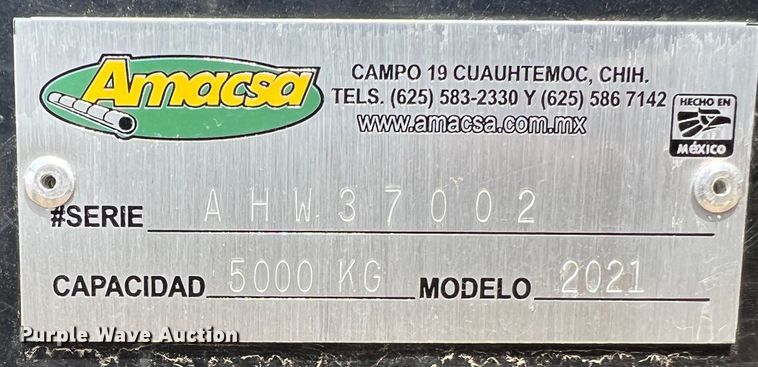 Amacsa
CAMPO 19 CUAUHTEMOC, CHIH.
TELS. (625) 583-2330 Y (625) 586 7142
www.amacsa.com.mx
HECHO EN
MéXICO
#SERIE AHW37002
CAPACIDAD 5000 KG MODELO 2021
Purple Wave Auction